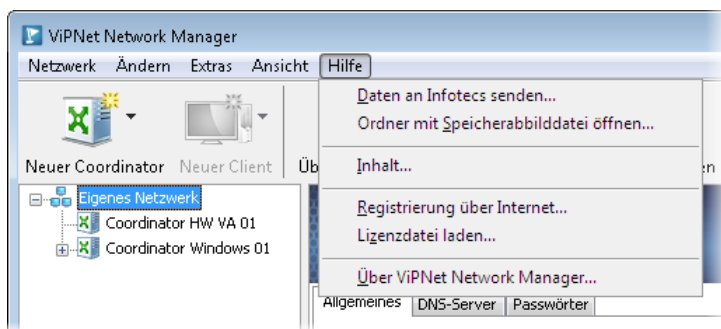 ViPNet Network Manager
Netzwerk Ändern Extras Ansicht Hilfe
Daten an Infotecs senden...
Ordner mit Speicherabbilddatei öffnen...
Inhalt...
Registrierung über Internet...
Lizenzdatei laden...
Über ViPNet Network Manager...
Neuer Coordinator Neuer Client
Eigenes Netzwerk
Coordinator HW VA 01
Coordinator Windows 01
Allgemeines DNS-Server Passwörter